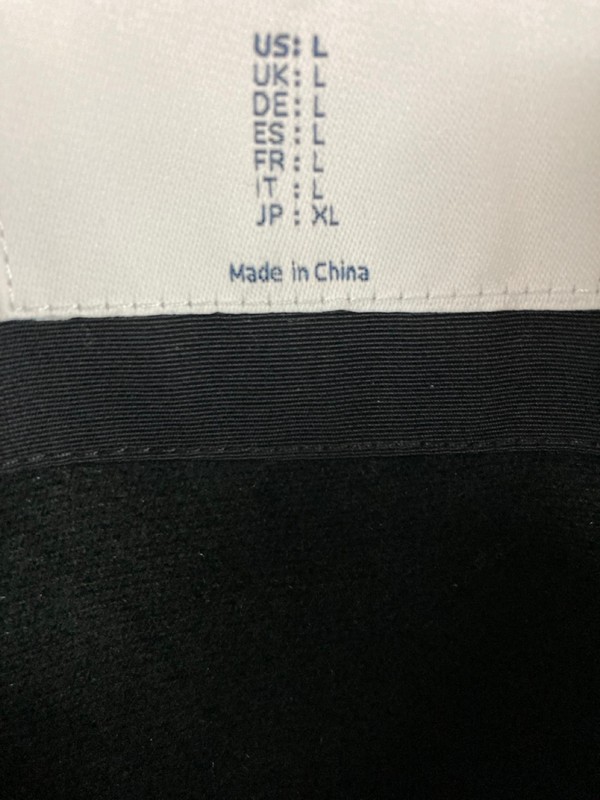 US: L
UK: L
DE: L
ES: L
FR: L
IT : L
JP : XL
Made in China